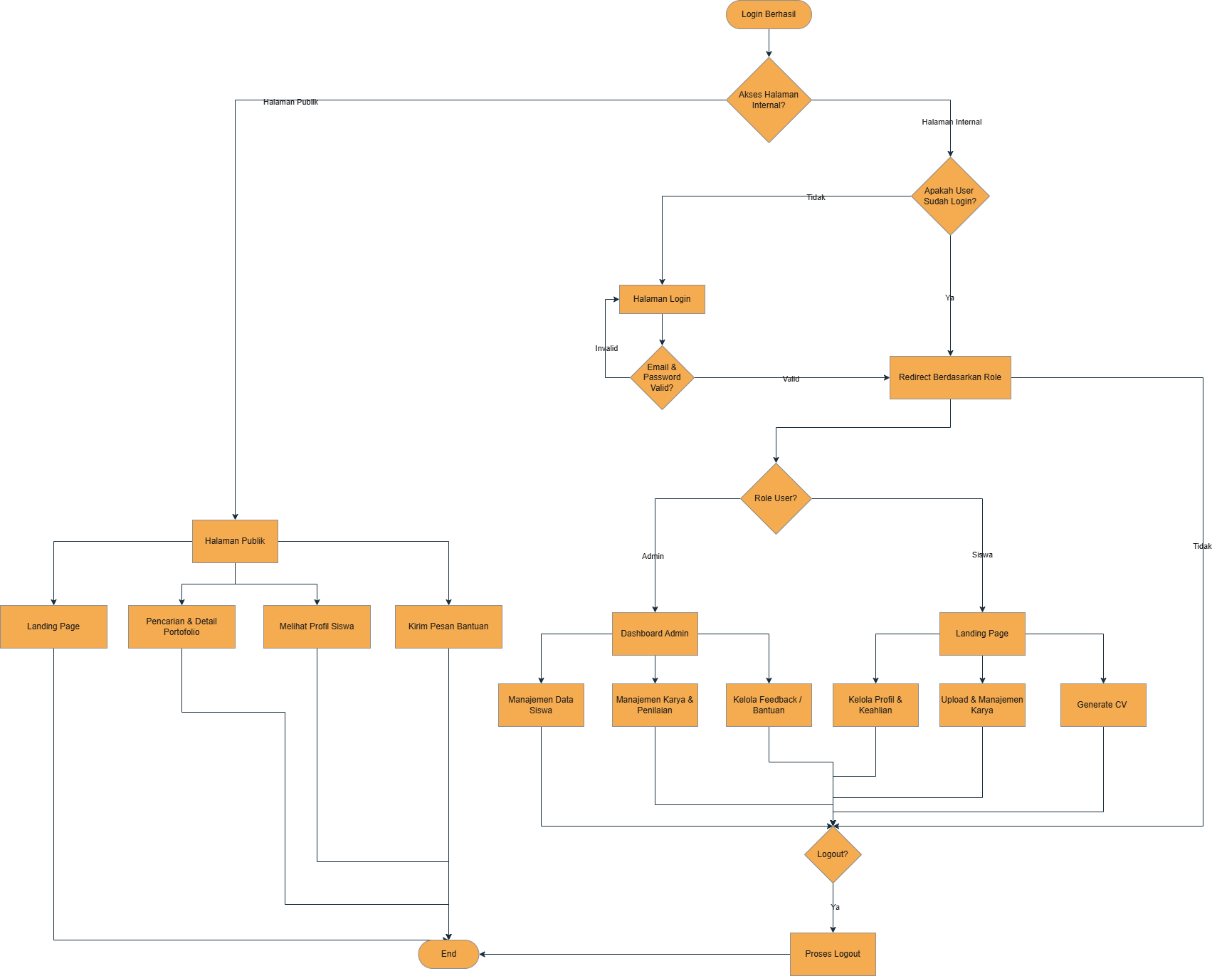 Login Berhasil
Akses Halaman
Internal?
Halaman Publik
Halaman Internal
Apakah User
Sudah Login?
Tidak
Halaman Login
Ya
Invalid
Email &
Password
Valid?
Valid
Redirect Berdasarkan Role
Role User?
Halaman Publik
Admin
Siswa
Tidak
Landing Page
Pencarian & Detail
Portofolio
Melihat Profil Siswa
Kirim Pesan Bantuan
Dashboard Admin
Landing Page
Manajemen Data
Siswa
Manajemen Karya &
Penilaian
Kelola Feedback /
Bantuan
Kelola Profil &
Keahlian
Upload & Manajemen
Karya
Generate CV
Logout?
Ya
End
Proses Logout